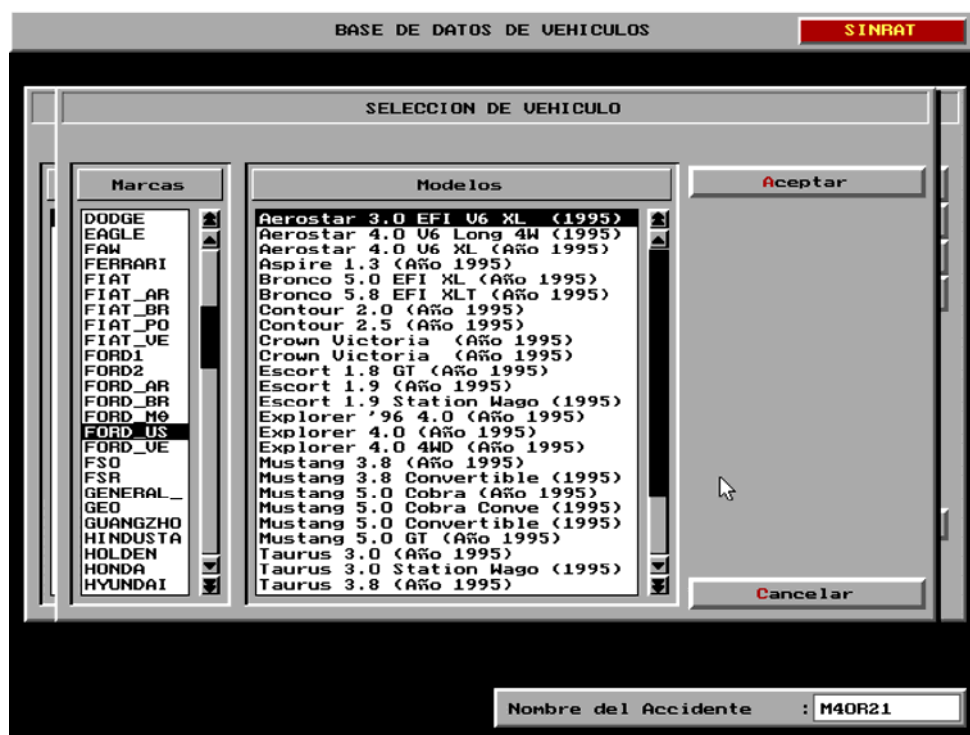 BASE DE DATOS DE VEHICULOS
SINRAT
SELECCION DE VEHICULO
Marcas
DODGE
EAGLE
FAW
FERRARI
FIAT
FIAT_AR
FIAT_BR
FIAT_PO
FIAT_VE
FORD1
FORD2
FORD_AR
FORD_BR
FORD_MΘ
FORD_US
FORD_VE
FSO
FSR
GENERAL_
GEO
GUANGZHO
HINDUSTA
HOLDEN
HONDA
HYUNDAI
Modelos
Aerostar 3.0 EFI V6 XL  (1995)
Aerostar 4.0 V6 Long 4W (1995)
Aerostar 4.0 V6 XL (Año 1995)
Aspire 1.3 (Año 1995)
Bronco 5.0 EFI XL (Año 1995)
Bronco 5.8 EFI XLT (Año 1995)
Contour 2.0 (Año 1995)
Contour 2.5 (Año 1995)
Crown Victoria  (Año 1995)
Crown Victoria  (Año 1995)
Escort 1.8 GT (Año 1995)
Escort 1.9 (Año 1995)
Escort 1.9 Station Wago (1995)
Explorer '96 4.0 (Año 1995)
Explorer 4.0 (Año 1995)
Explorer 4.0 4WD (Año 1995)
Mustang 3.8 (Año 1995)
Mustang 3.8 Convertible (1995)
Mustang 5.0 Cobra (Año 1995)
Mustang 5.0 Cobra Conve (1995)
Mustang 5.0 Convertible (1995)
Mustang 5.0 GT (Año 1995)
Taurus 3.0 (Año 1995)
Taurus 3.0 Station Wago (1995)
Taurus 3.8 (Año 1995)
Aceptar
Cancelar
Nombre del Accidente : M40R21